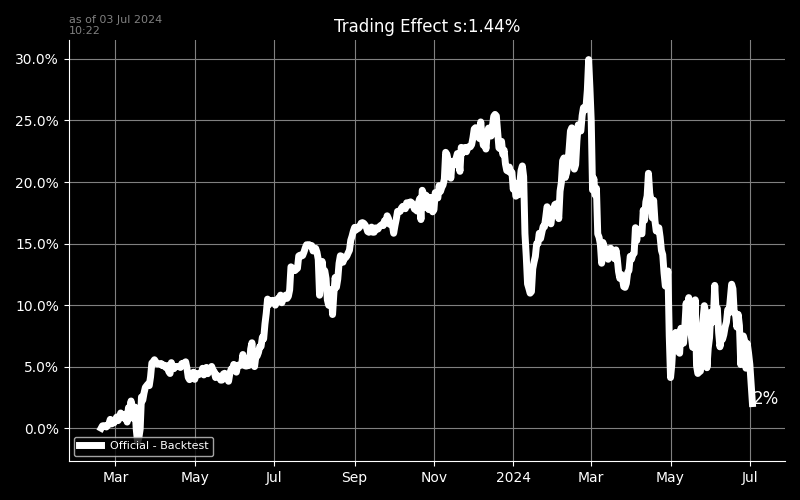 as of 03 Jul 2024
10:22
Trading Effect s:1.44%
30.0%
25.0%
20.0%
15.0%
10.0%
5.0%
0.0%
2%
Official - Backtest
Mar May Jul Sep Nov 2024 Mar May Jul